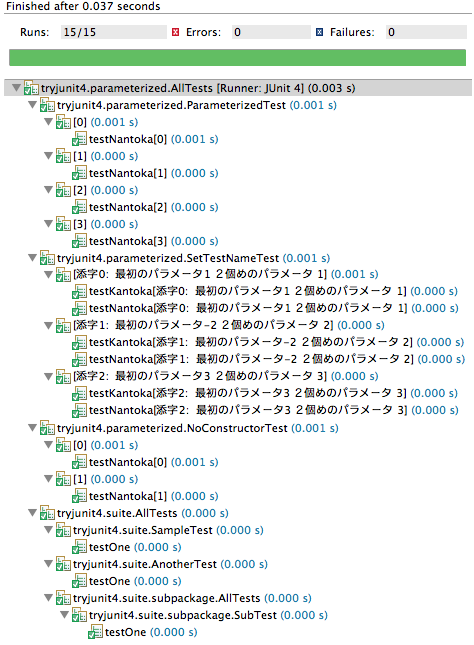 Finished after 0.037 seconds
Runs: 15/15 Errors: 0 Failures: 0
tryjunit4.parameterized.AllTests [Runner: JUnit 4] (0.003 s)
tryjunit4.parameterized.ParameterizedTest (0.001 s)
[0] (0.001 s)
testNantoka[0] (0.001 s)
[1] (0.000 s)
testNantoka[1] (0.000 s)
[2] (0.000 s)
testNantoka[2] (0.000 s)
[3] (0.000 s)
testNantoka[3] (0.000 s)
tryjunit4.parameterized.SetTestNameTest (0.001 s)
[添字0: 最初のパラメータ1 ２個めのパラメータ 1] (0.001 s)
testKantoka[添字0: 最初のパラメータ1 ２個めのパラメータ 1] (0.000 s)
testNantoka[添字0: 最初のパラメータ1 ２個めのパラメータ 1] (0.000 s)
[添字1: 最初のパラメータ-2 ２個めのパラメータ 2] (0.000 s)
testKantoka[添字1: 最初のパラメータ-2 ２個めのパラメータ 2] (0.000 s)
testNantoka[添字1: 最初のパラメータ-2 ２個めのパラメータ 2] (0.000 s)
[添字2: 最初のパラメータ3 ２個めのパラメータ 3] (0.000 s)
testKantoka[添字2: 最初のパラメータ3 ２個めのパラメータ 3] (0.000 s)
testNantoka[添字2: 最初のパラメータ3 ２個めのパラメータ 3] (0.000 s)
tryjunit4.parameterized.NoConstructorTest (0.001 s)
[0] (0.001 s)
testNantoka[0] (0.001 s)
[1] (0.000 s)
testNantoka[1] (0.000 s)
tryjunit4.suite.AllTests (0.000 s)
tryjunit4.suite.SampleTest (0.000 s)
testOne (0.000 s)
tryjunit4.suite.AnotherTest (0.000 s)
testOne (0.000 s)
tryjunit4.suite.subpackage.AllTests (0.000 s)
tryjunit4.suite.subpackage.SubTest (0.000 s)
testOne (0.000 s)